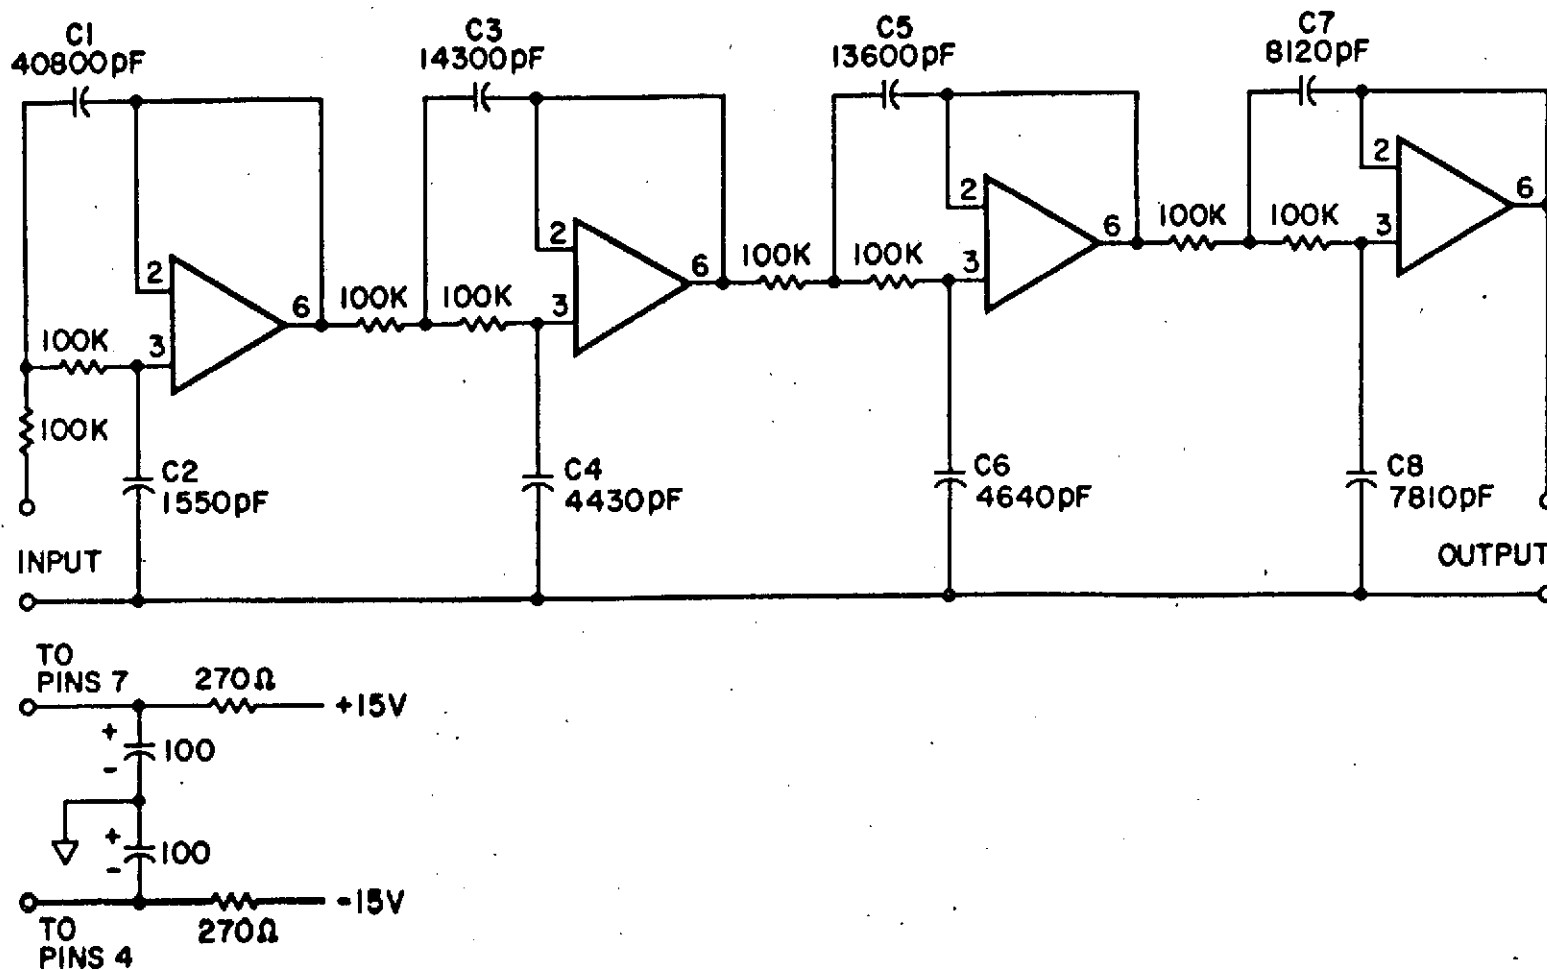 C1
40800pF
C3
14300pF
C5
13600pF
C7
8120pF
2
3
6
100K
100K
C2
1550pF
100K
100K
2
3
6
C4
4430pF
100K
100K
2
3
6
C6
4640pF
100K
100K
2
3
6
C8
7810pF
INPUT
OUTPUT
TO
PINS 7
270Ω
+15V
+
-
100
+
-
100
-15V
270Ω
TO
PINS 4